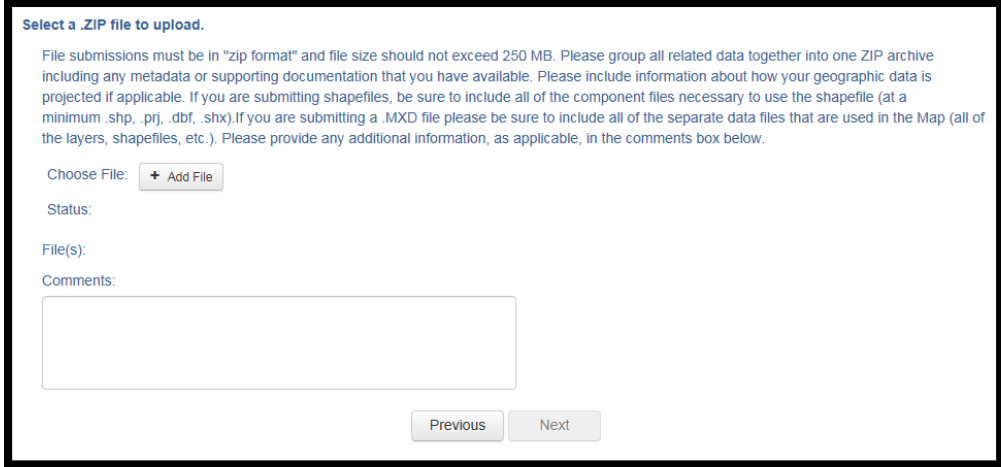 Select a .ZIP file to upload.
File submissions must be in "zip format" and file size should not exceed 250 MB. Please group all related data together into one ZIP archive
including any metadata or supporting documentation that you have available. Please include information about how your geographic data is
projected if applicable. If you are submitting shapefiles, be sure to include all of the component files necessary to use the shapefile (at a
minimum .shp, .prj, .dbf, .shx).If you are submitting a .MXD file please be sure to include all of the separate data files that are used in the Map (all of
the layers, shapefiles, etc.). Please provide any additional information, as applicable, in the comments box below.
Choose File: + Add File
Status:
File(s):
Comments:
Previous Next